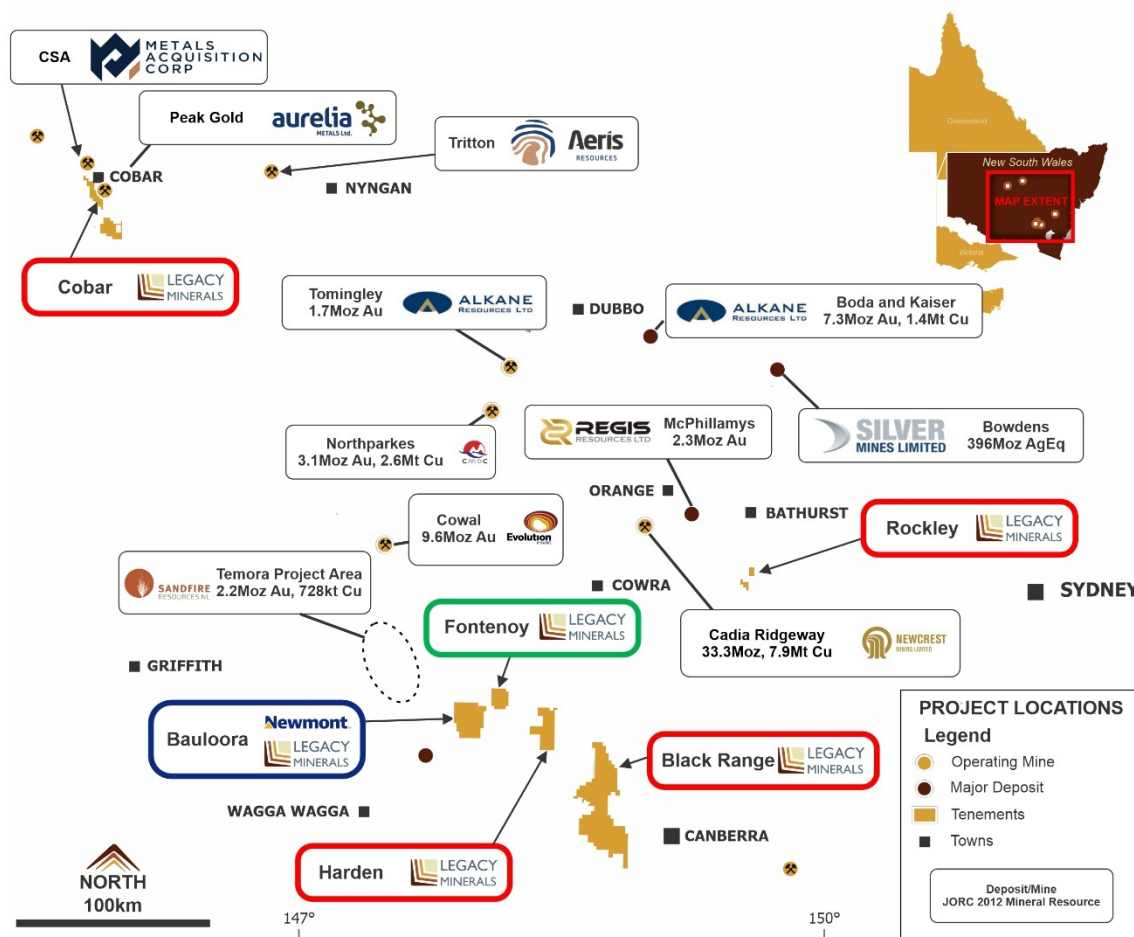 CSA
METALS
ACQUISITION
CORP
Peak Gold
aurelia
METALS Ltd.
Tritton
Aeris
RESOURCES
COBAR
NYNGAN
Queensland
New South Wales
MAP EXTENT
Victoria
Cobar
LEGACY
MINERALS
Tomingley
1.7Moz Au
ALKANE
RESOURCES LTD
DUBBO
ALKANE
RESOURCES LTD
Boda and Kaiser
7.3Moz Au, 1.4Mt Cu
Northparkes
3.1Moz Au, 2.6Mt Cu
CMOC
REGIS
RESOURCES LTD
McPhillamys
2.3Moz Au
SILVER
MINES LIMITED
Bowdens
396Moz AgEq
ORANGE
BATHURST
Rockley
LEGACY
MINERALS
Cowal
9.6Moz Au
Evolution
SANDFIRE
RESOURCES NL
Temora Project Area
2.2Moz Au, 728kt Cu
COWRA
SYDNEY
Fontenoy
LEGACY
MINERALS
Cadia Ridgeway
33.3Moz, 7.9Mt Cu
NEWCREST
MINING LIMITED
GRIFFITH
Bauloora
Newmont
LEGACY
MINERALS
Black Range
LEGACY
MINERALS
WAGGA WAGGA
CANBERRA
Harden
LEGACY
MINERALS
NORTH
100km
147°
150°
PROJECT LOCATIONS
Legend
Operating Mine
Major Deposit
Tenements
Towns
Deposit/Mine
JORC 2012 Mineral Resource